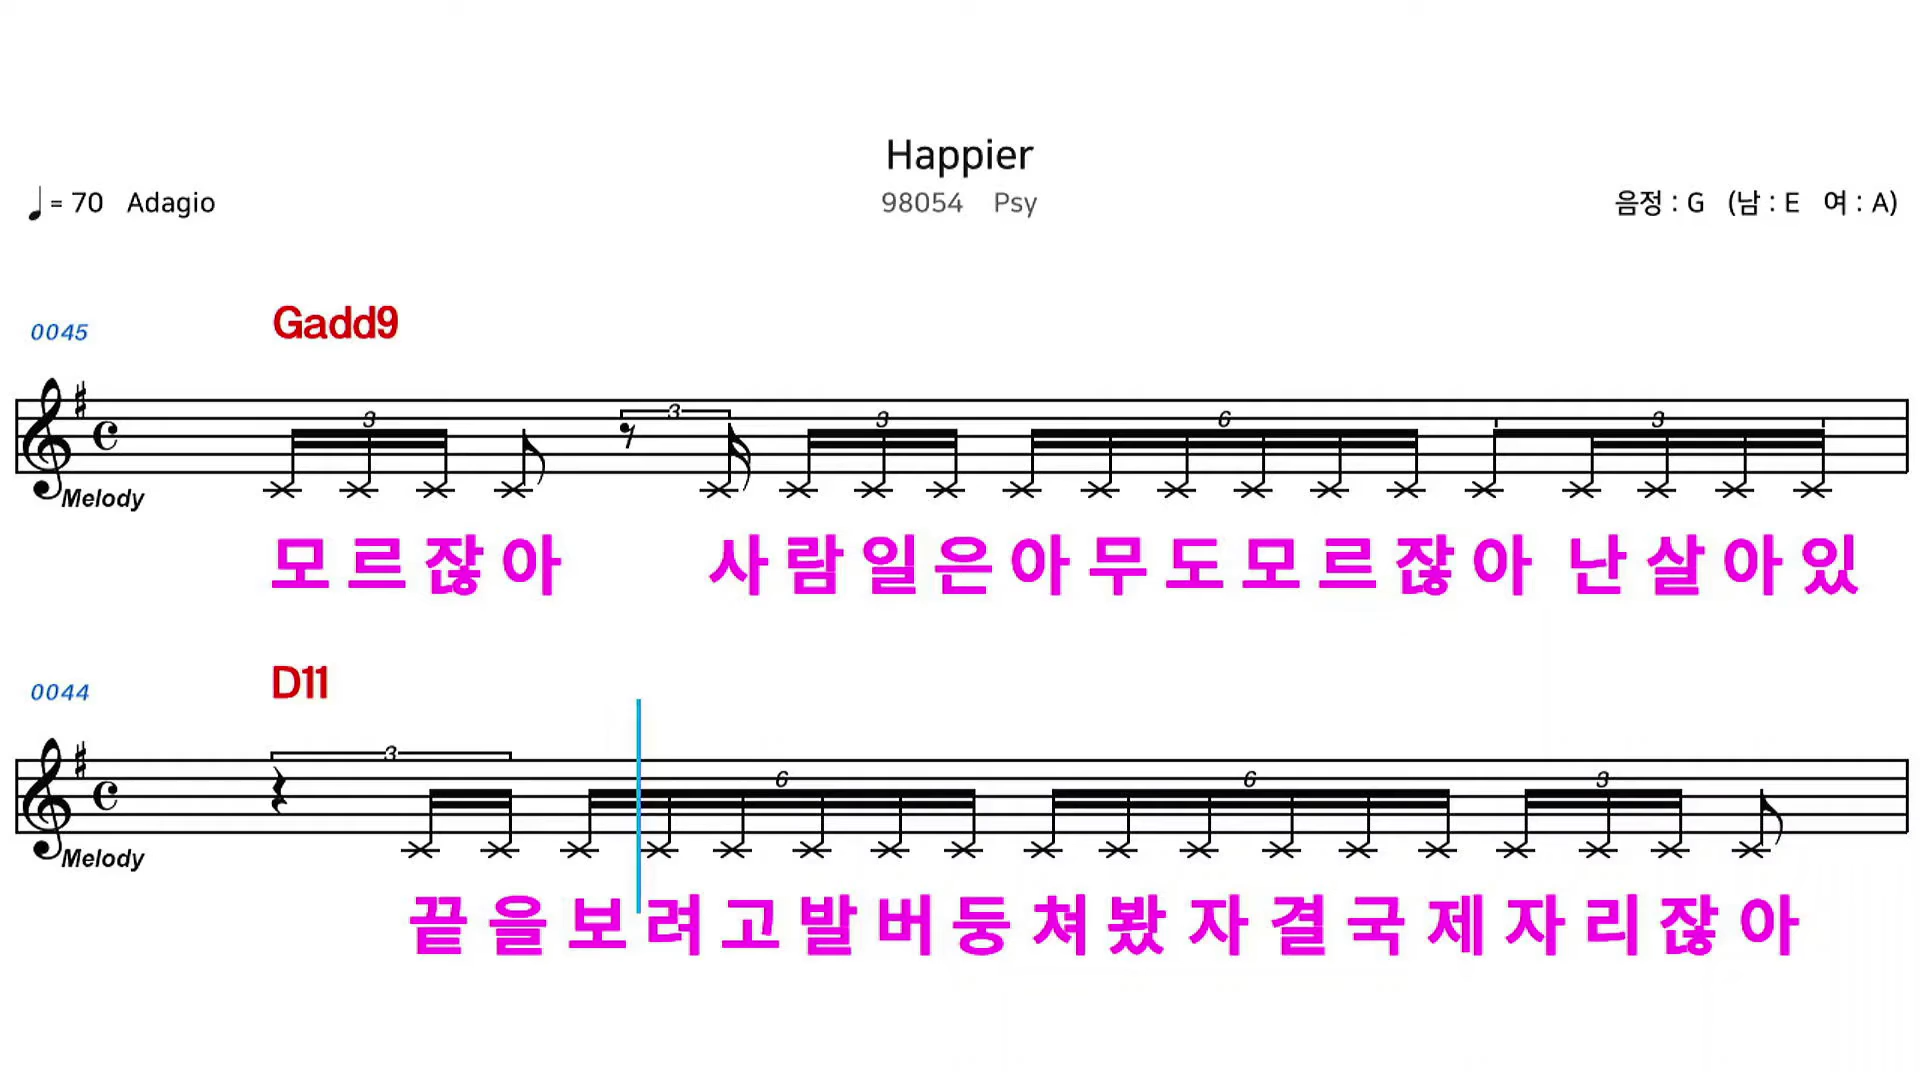 Happier
♩ = 70 Adagio
98054 Psy
음정 : G (남 : E 여 : A)
0045
Gadd9
3 3 3 6 3
Melody
모르잖아 사람일은아무도모르잖아 난살아있
0044
D11
3 6 6 3
Melody
끝을보려고발버둥쳐봤자결국제자리잖아